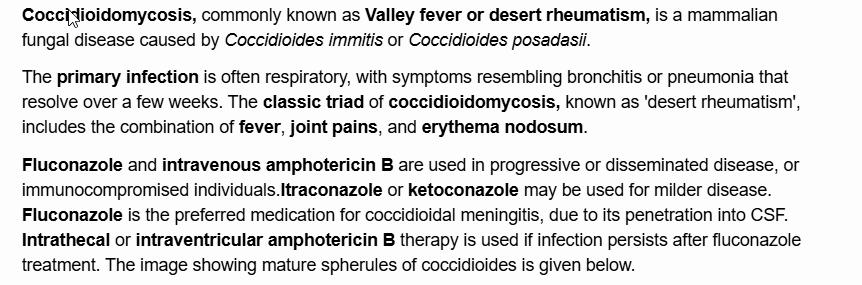 Coccidioidomycosis, commonly known as Valley fever or desert rheumatism, is a mammalian
fungal disease caused by Coccidioides immitis or Coccidioides posadasii.
The primary infection is often respiratory, with symptoms resembling bronchitis or pneumonia that
resolve over a few weeks. The classic triad of coccidioidomycosis, known as 'desert rheumatism',
includes the combination of fever, joint pains, and erythema nodosum.
Fluconazole and intravenous amphotericin B are used in progressive or disseminated disease, or
immunocompromised individuals.Itraconazole or ketoconazole may be used for milder disease.
Fluconazole is the preferred medication for coccidioidal meningitis, due to its penetration into CSF.
Intrathecal or intraventricular amphotericin B therapy is used if infection persists after fluconazole
treatment. The image showing mature spherules of coccidioides is given below.